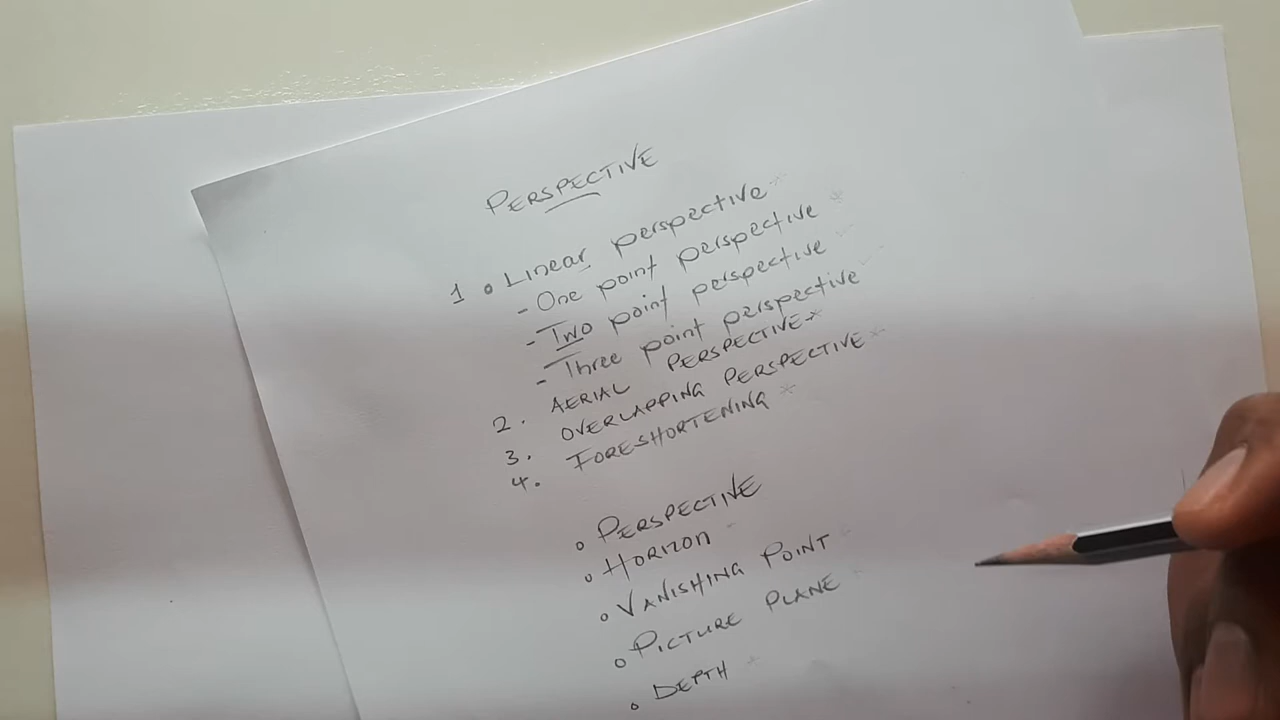 PERSPECTIVE
1 • Linear perspective
- One point perspective
- Two point perspective
- Three point perspective
2. AERIAL PERSPECTIVE*
3. OVERLAPPING PERSPECTIVE*
4. FORESHORTENING *
• PERSPECTIVE
• HORIZON
• VANISHING POINT
• PICTURE PLANE
• DEPTH